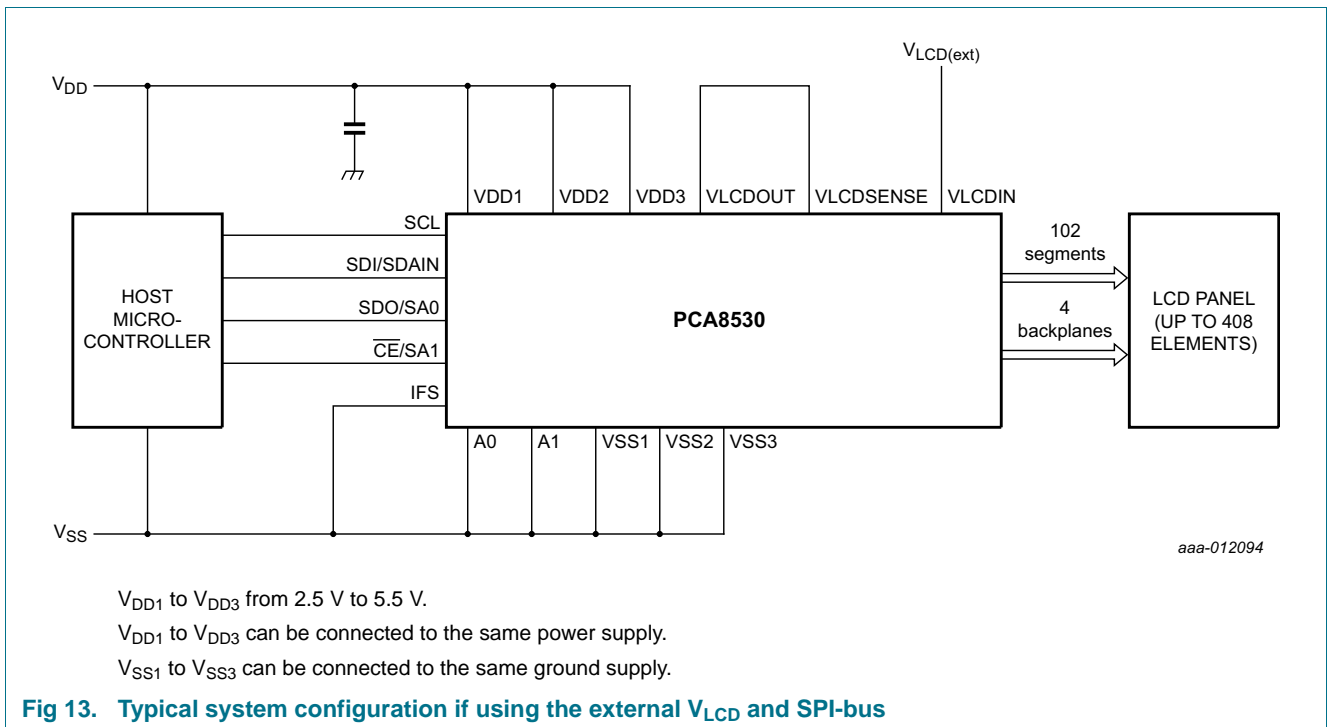 V_LCD(ext)
V_DD
VDD1 VDD2 VDD3 VLCDOUT VLCDSENSE VLCDIN
SCL
SDI/SDAIN
SDO/SA0
CE/SA1
IFS
HOST
MICRO-
CONTROLLER
PCA8530
102
segments
4
backplanes
LCD PANEL
(UP TO 408
ELEMENTS)
A0 A1 VSS1 VSS2 VSS3
V_SS
aaa-012094
V_DD1 to V_DD3 from 2.5 V to 5.5 V.
V_DD1 to V_DD3 can be connected to the same power supply.
V_SS1 to V_SS3 can be connected to the same ground supply.
Fig 13. Typical system configuration if using the external V_LCD and SPI-bus